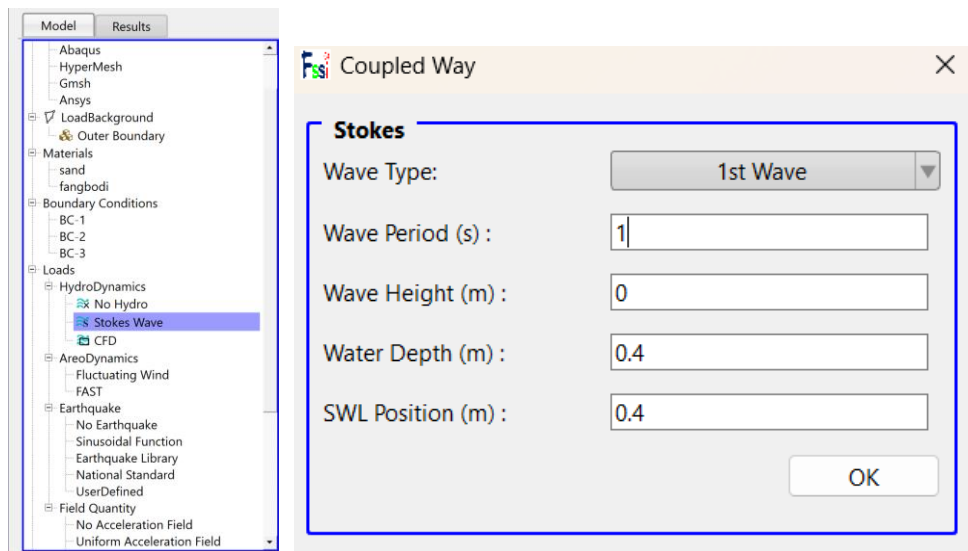 Model
Results
Abaqus
HyperMesh
Gmsh
Ansys
LoadBackground
Outer Boundary
Materials
sand
fangbodi
Boundary Conditions
BC-1
BC-2
BC-3
Loads
HydroDynamics
No Hydro
Stokes Wave
CFD
AreoDynamics
Fluctuating Wind
FAST
Earthquake
No Earthquake
Sinusoidal Function
Earthquake Library
National Standard
UserDefined
Field Quantity
No Acceleration Field
Uniform Acceleration Field
Fssi Coupled Way
Stokes
Wave Type: 1st Wave
Wave Period (s) : 1
Wave Height (m) : 0
Water Depth (m) : 0.4
SWL Position (m) : 0.4
OK